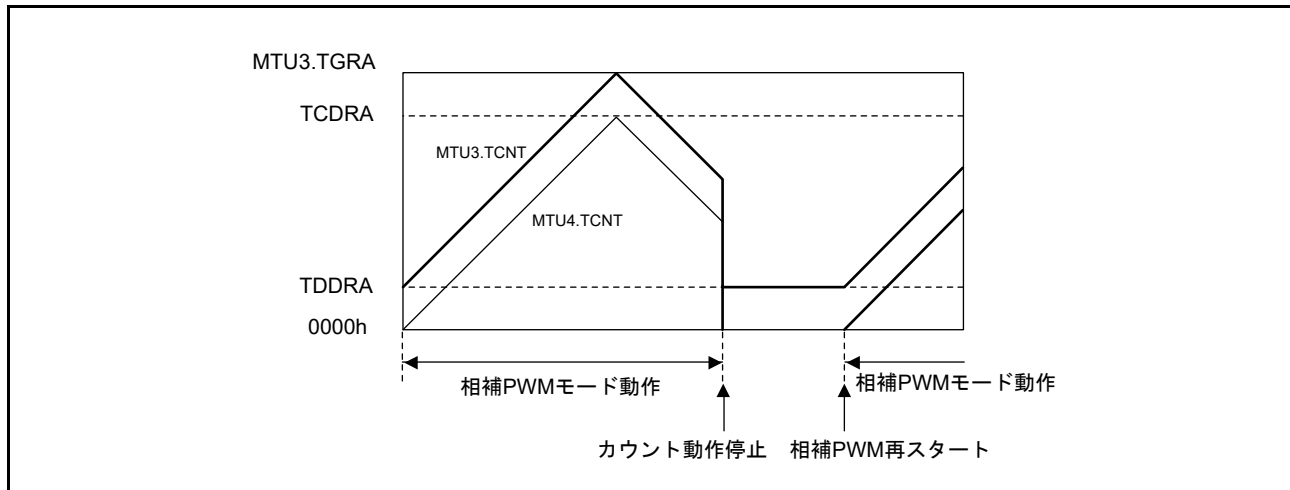 MTU3.TGRA
TCDRA
MTU3.TCNT
MTU4.TCNT
TDDRA
0000h
相補PWMモード動作
相補PWMモード動作
カウント動作停止
相補PWM再スタート